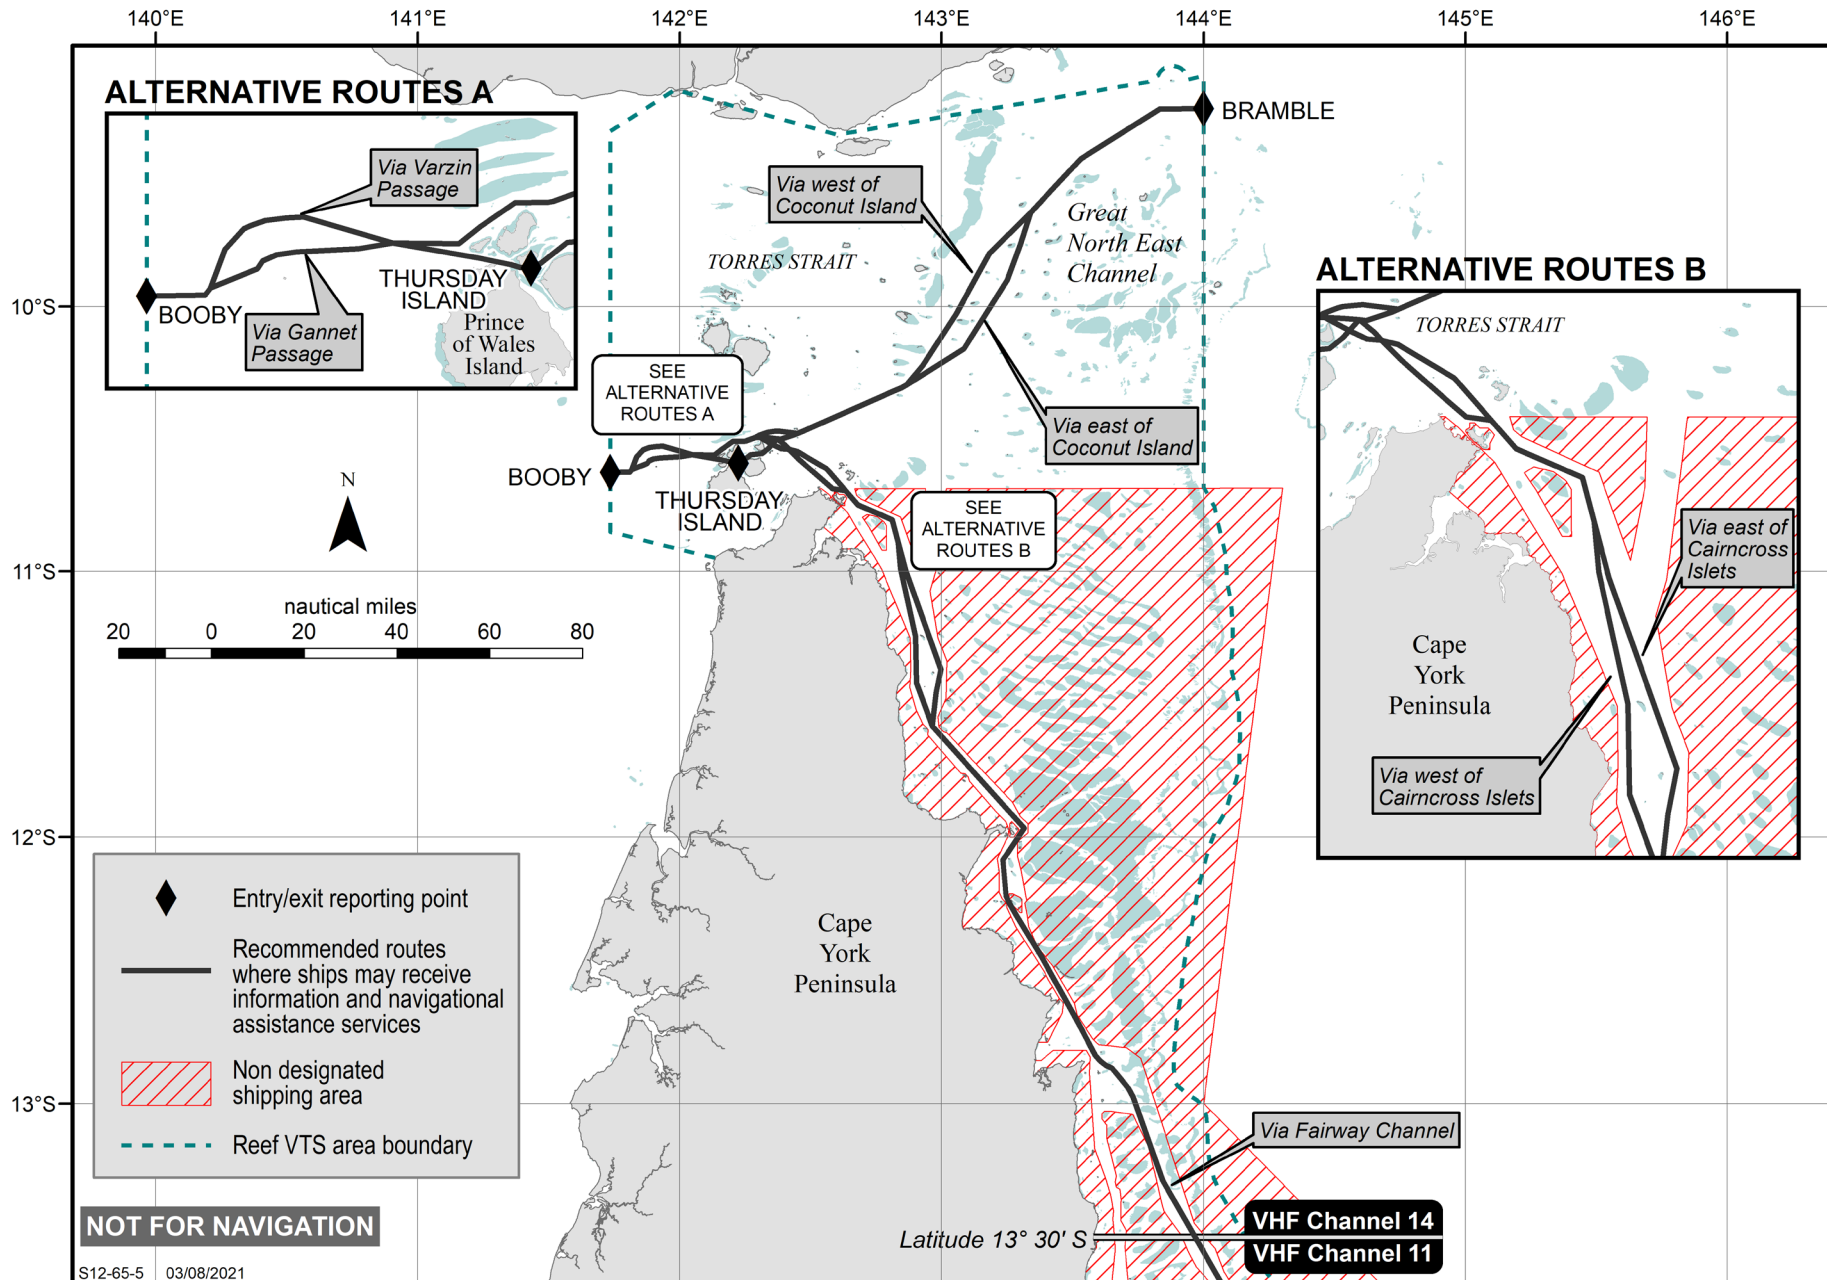 140°E
141°E
142°E
143°E
144°E
145°E
146°E
ALTERNATIVE ROUTES A
Via Varzin
Passage
THURSDAY
ISLAND
BOOBY
Via Gannet
Passage
Prince
of Wales
Island
BRAMBLE
Via west of
Coconut Island
Great
North East
Channel
TORRES STRAIT
10°S
SEE
ALTERNATIVE
ROUTES A
Via east of
Coconut Island
BOOBY
THURSDAY
ISLAND
SEE
ALTERNATIVE
ROUTES B
ALTERNATIVE ROUTES B
TORRES STRAIT
Via east of
Cairncross
Islets
Cape
York
Peninsula
Via west of
Cairncross Islets
N
11°S
nautical miles
20 0 20 40 60 80
12°S
Cape
York
Peninsula
Entry/exit reporting point
Recommended routes
where ships may receive
information and navigational
assistance services
Non designated
shipping area
Reef VTS area boundary
13°S
Via Fairway Channel
Latitude 13° 30' S
VHF Channel 14
VHF Channel 11
NOT FOR NAVIGATION
S12-65-5 03/08/2021